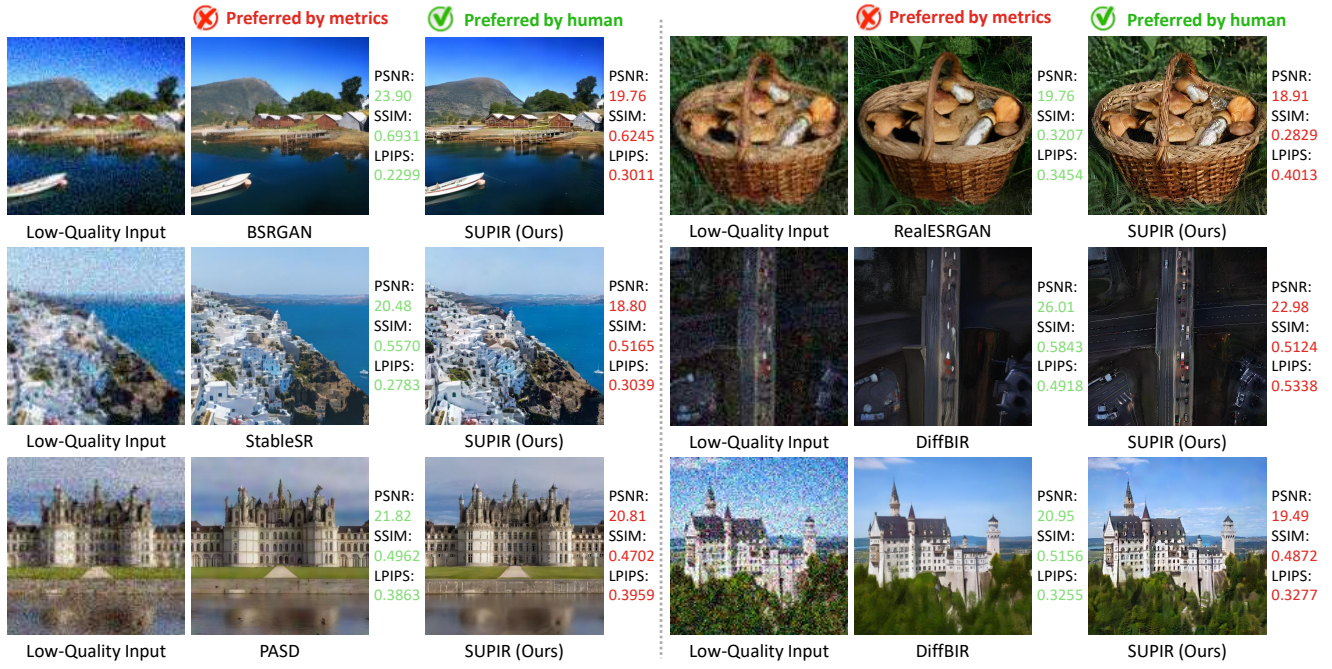 Preferred by metrics
Preferred by human
Preferred by metrics
Preferred by human
PSNR:
23.90
SSIM:
0.6931
LPIPS:
0.2299
PSNR:
19.76
SSIM:
0.6245
LPIPS:
0.3011
Low-Quality Input
BSRGAN
SUPIR (Ours)
PSNR:
19.76
SSIM:
0.3207
LPIPS:
0.3454
PSNR:
18.91
SSIM:
0.2829
LPIPS:
0.4013
Low-Quality Input
RealESRGAN
SUPIR (Ours)
PSNR:
20.48
SSIM:
0.5570
LPIPS:
0.2783
PSNR:
18.80
SSIM:
0.5165
LPIPS:
0.3039
Low-Quality Input
StableSR
SUPIR (Ours)
PSNR:
26.01
SSIM:
0.5843
LPIPS:
0.4918
PSNR:
22.98
SSIM:
0.5124
LPIPS:
0.5338
Low-Quality Input
DiffBIR
SUPIR (Ours)
PSNR:
21.82
SSIM:
0.4962
LPIPS:
0.3863
PSNR:
20.81
SSIM:
0.4702
LPIPS:
0.3959
Low-Quality Input
PASD
SUPIR (Ours)
PSNR:
20.95
SSIM:
0.5156
LPIPS:
0.3255
PSNR:
19.49
SSIM:
0.4872
LPIPS:
0.3277
Low-Quality Input
DiffBIR
SUPIR (Ours)